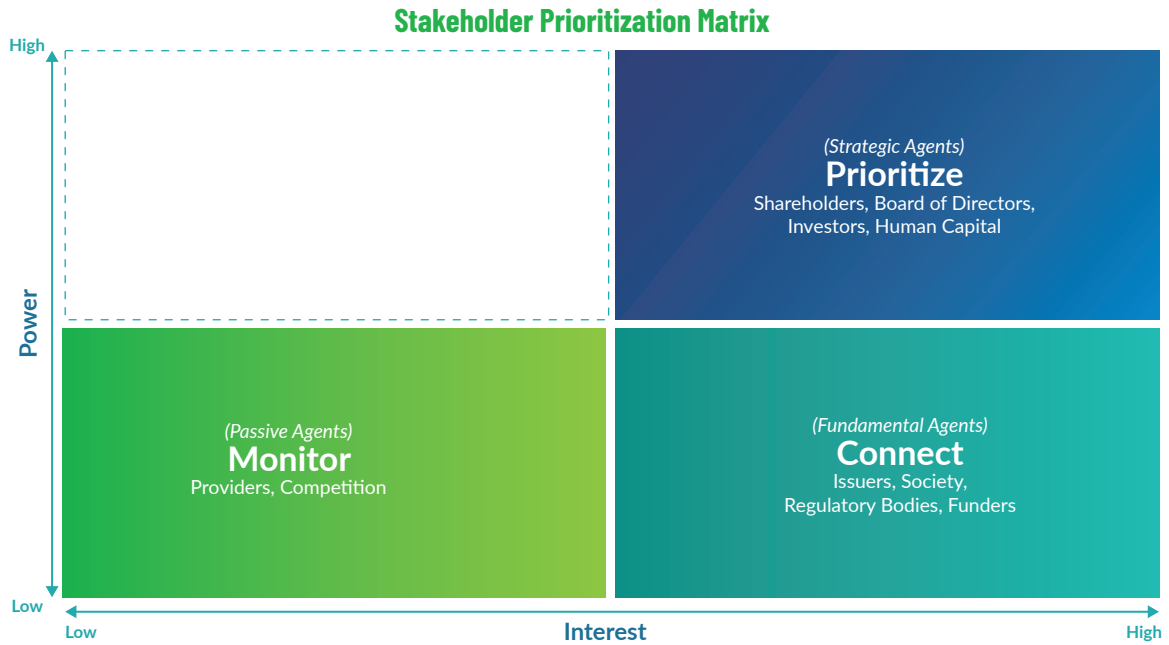 Stakeholder Prioritization Matrix
High
(Strategic Agents)
Prioritize
Shareholders, Board of Directors,
Investors, Human Capital
Power
(Passive Agents)
Monitor
Providers, Competition
(Fundamental Agents)
Connect
Issuers, Society,
Regulatory Bodies, Funders
Low
Low
Interest
High